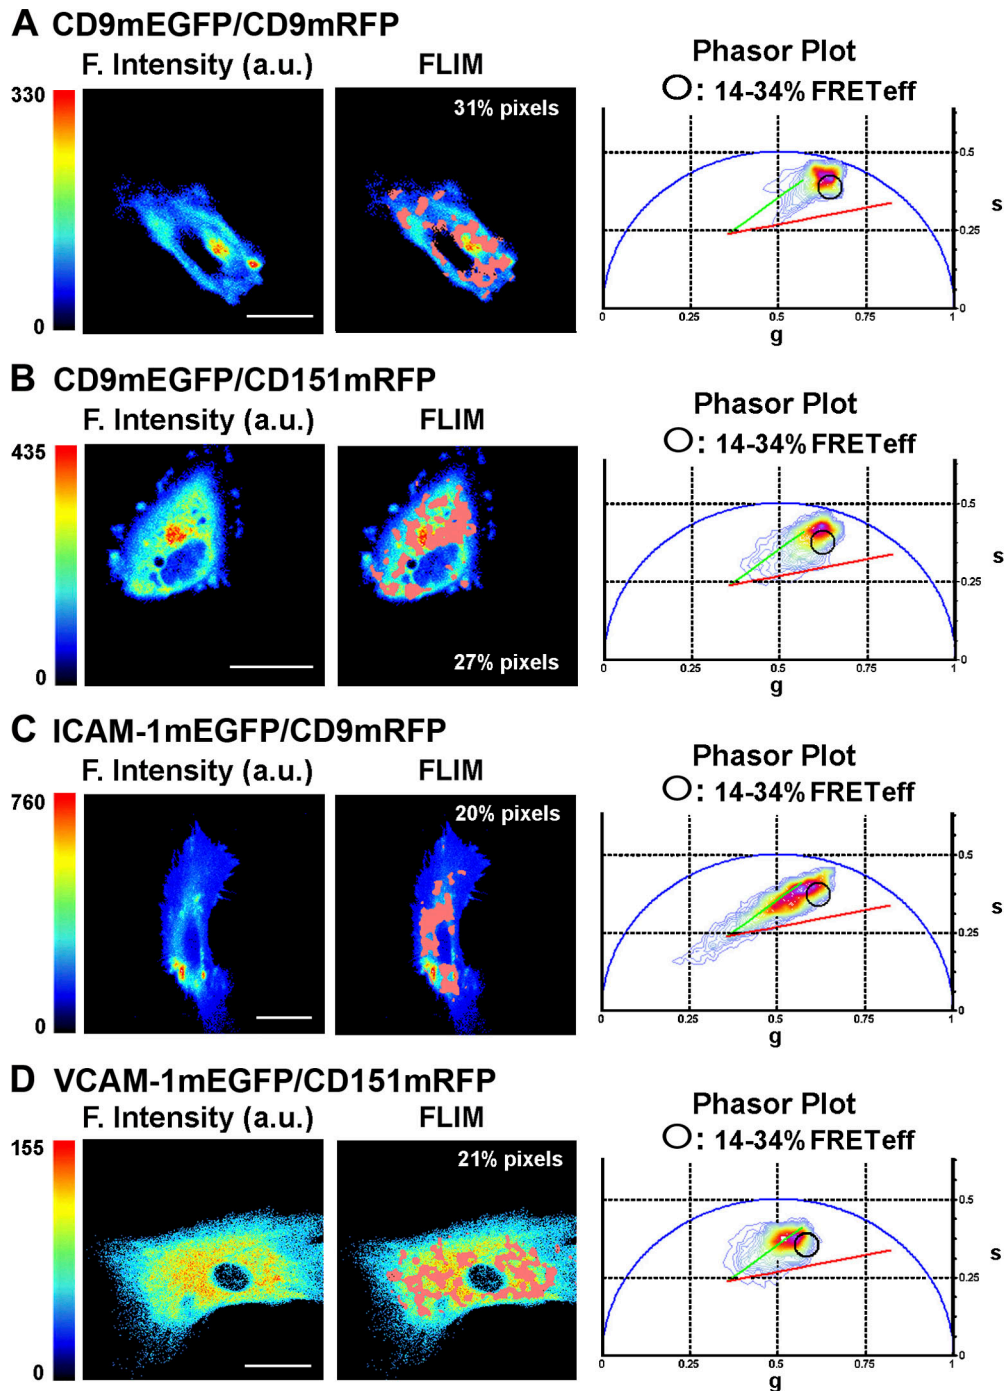 A CD9mEGFP/CD9mRFP
F. Intensity (a.u.)
FLIM
Phasor Plot
: 14-34% FRETeff
330
0
31% pixels
0.5
0.25
0
s
0
0.25
0.5
0.75
1
g
B CD9mEGFP/CD151mRFP
F. Intensity (a.u.)
FLIM
Phasor Plot
: 14-34% FRETeff
435
0
27% pixels
0.5
0.25
0
s
0
0.25
0.5
0.75
1
g
C ICAM-1mEGFP/CD9mRFP
F. Intensity (a.u.)
FLIM
Phasor Plot
: 14-34% FRETeff
760
0
20% pixels
0.5
0.25
0
s
0
0.25
0.5
0.75
1
g
D VCAM-1mEGFP/CD151mRFP
F. Intensity (a.u.)
FLIM
Phasor Plot
: 14-34% FRETeff
155
0
21% pixels
0.5
0.25
0
s
0
0.25
0.5
0.75
1
g